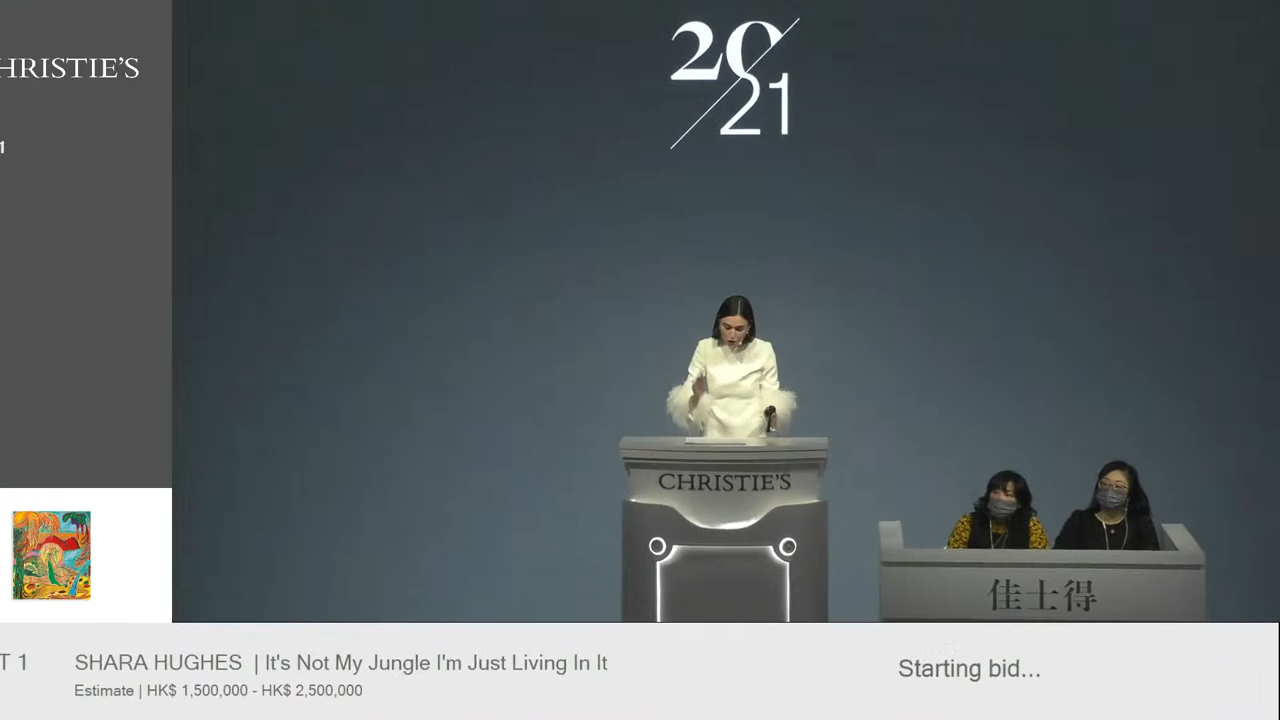 CHRISTIE'S
1
20
21
CHRISTIE'S
佳士得
T 1
SHARA HUGHES | It's Not My Jungle I'm Just Living In It
Estimate | HK$ 1,500,000 - HK$ 2,500,000
Starting bid...